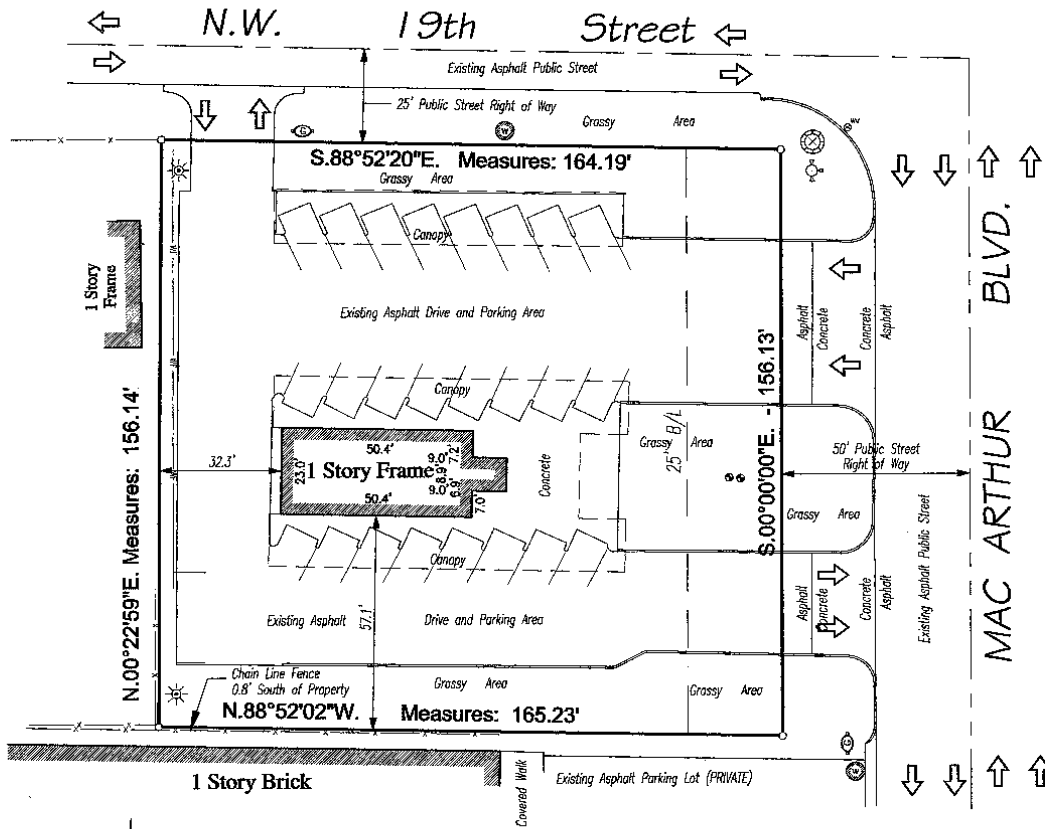 N.W. 19th Street
Existing Asphalt Public Street
25' Public Street Right of Way
Grassy Area
G
W
WV
S.88°52'20"E. Measures: 164.19'
Grassy Area
Canopy
1 Story
Frame
Existing Asphalt Drive and Parking Area
Asphalt
Concrete
Concrete
Asphalt
MAC ARTHUR BLVD.
N.00°22'59"E. Measures: 156.14'
S.00°00'00"E. - 156.13'
Canopy
32.3'
50.4'
23.0'
1 Story Frame
9.0'
7.2'
8.9'
9.0'
6.9'
7.0'
50.4'
Concrete
Grassy Area
25' B/L
50' Public Street
Right of Way
Grassy Area
Canopy
57.1'
Existing Asphalt Drive and Parking Area
Asphalt
Concrete
Concrete
Asphalt
Existing Asphalt Public Street
Chain Line Fence
0.8' South of Property
Grassy Area
Grassy Area
N.88°52'02"W. Measures: 165.23'
G
W
1 Story Brick
Covered Walk
Existing Asphalt Parking Lot (PRIVATE)